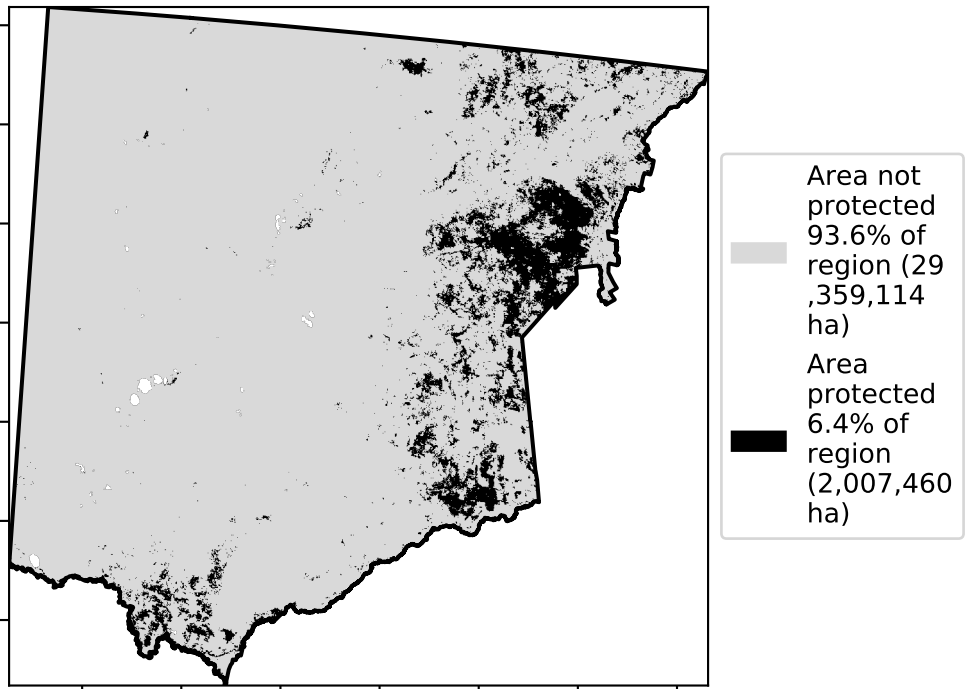 Area not
protected
93.6% of
region (29
,359,114
ha)
Area
protected
6.4% of
region
(2,007,460
ha)